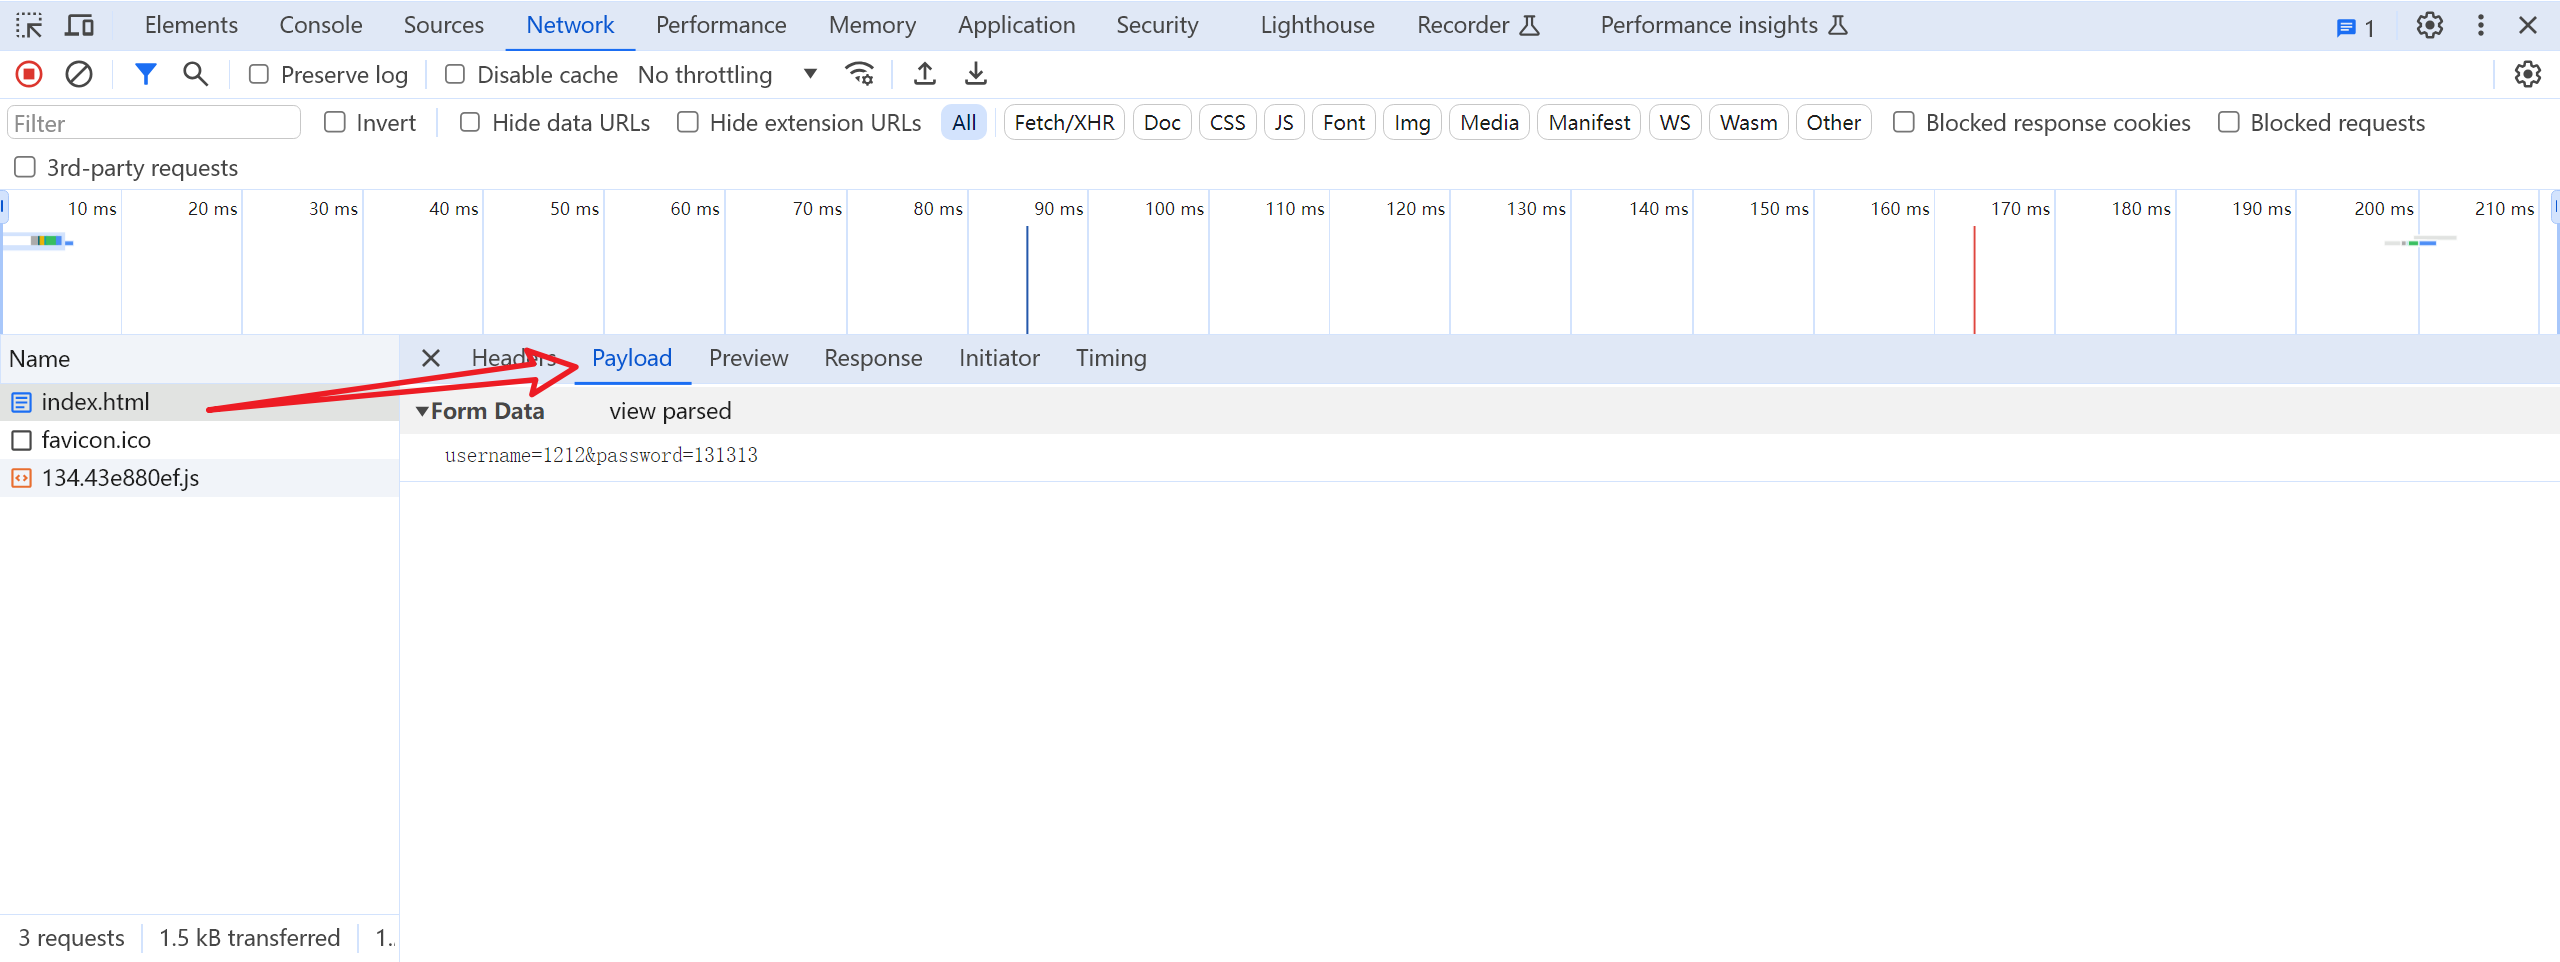 Elements Console Sources Network Performance Memory Application Security Lighthouse Recorder Performance insights 1
Preserve log Disable cache No throttling
Filter Invert Hide data URLs Hide extension URLs All Fetch/XHR Doc CSS JS Font Img Media Manifest WS Wasm Other Blocked response cookies Blocked requests
3rd-party requests
10 ms 20 ms 30 ms 40 ms 50 ms 60 ms 70 ms 80 ms 90 ms 100 ms 110 ms 120 ms 130 ms 140 ms 150 ms 160 ms 170 ms 180 ms 190 ms 200 ms 210 ms
Name
Headers Payload Preview Response Initiator Timing
index.html
favicon.ico
134.43e880ef.js
Form Data view parsed
username=1212&password=131313
3 requests 1.5 kB transferred 1.